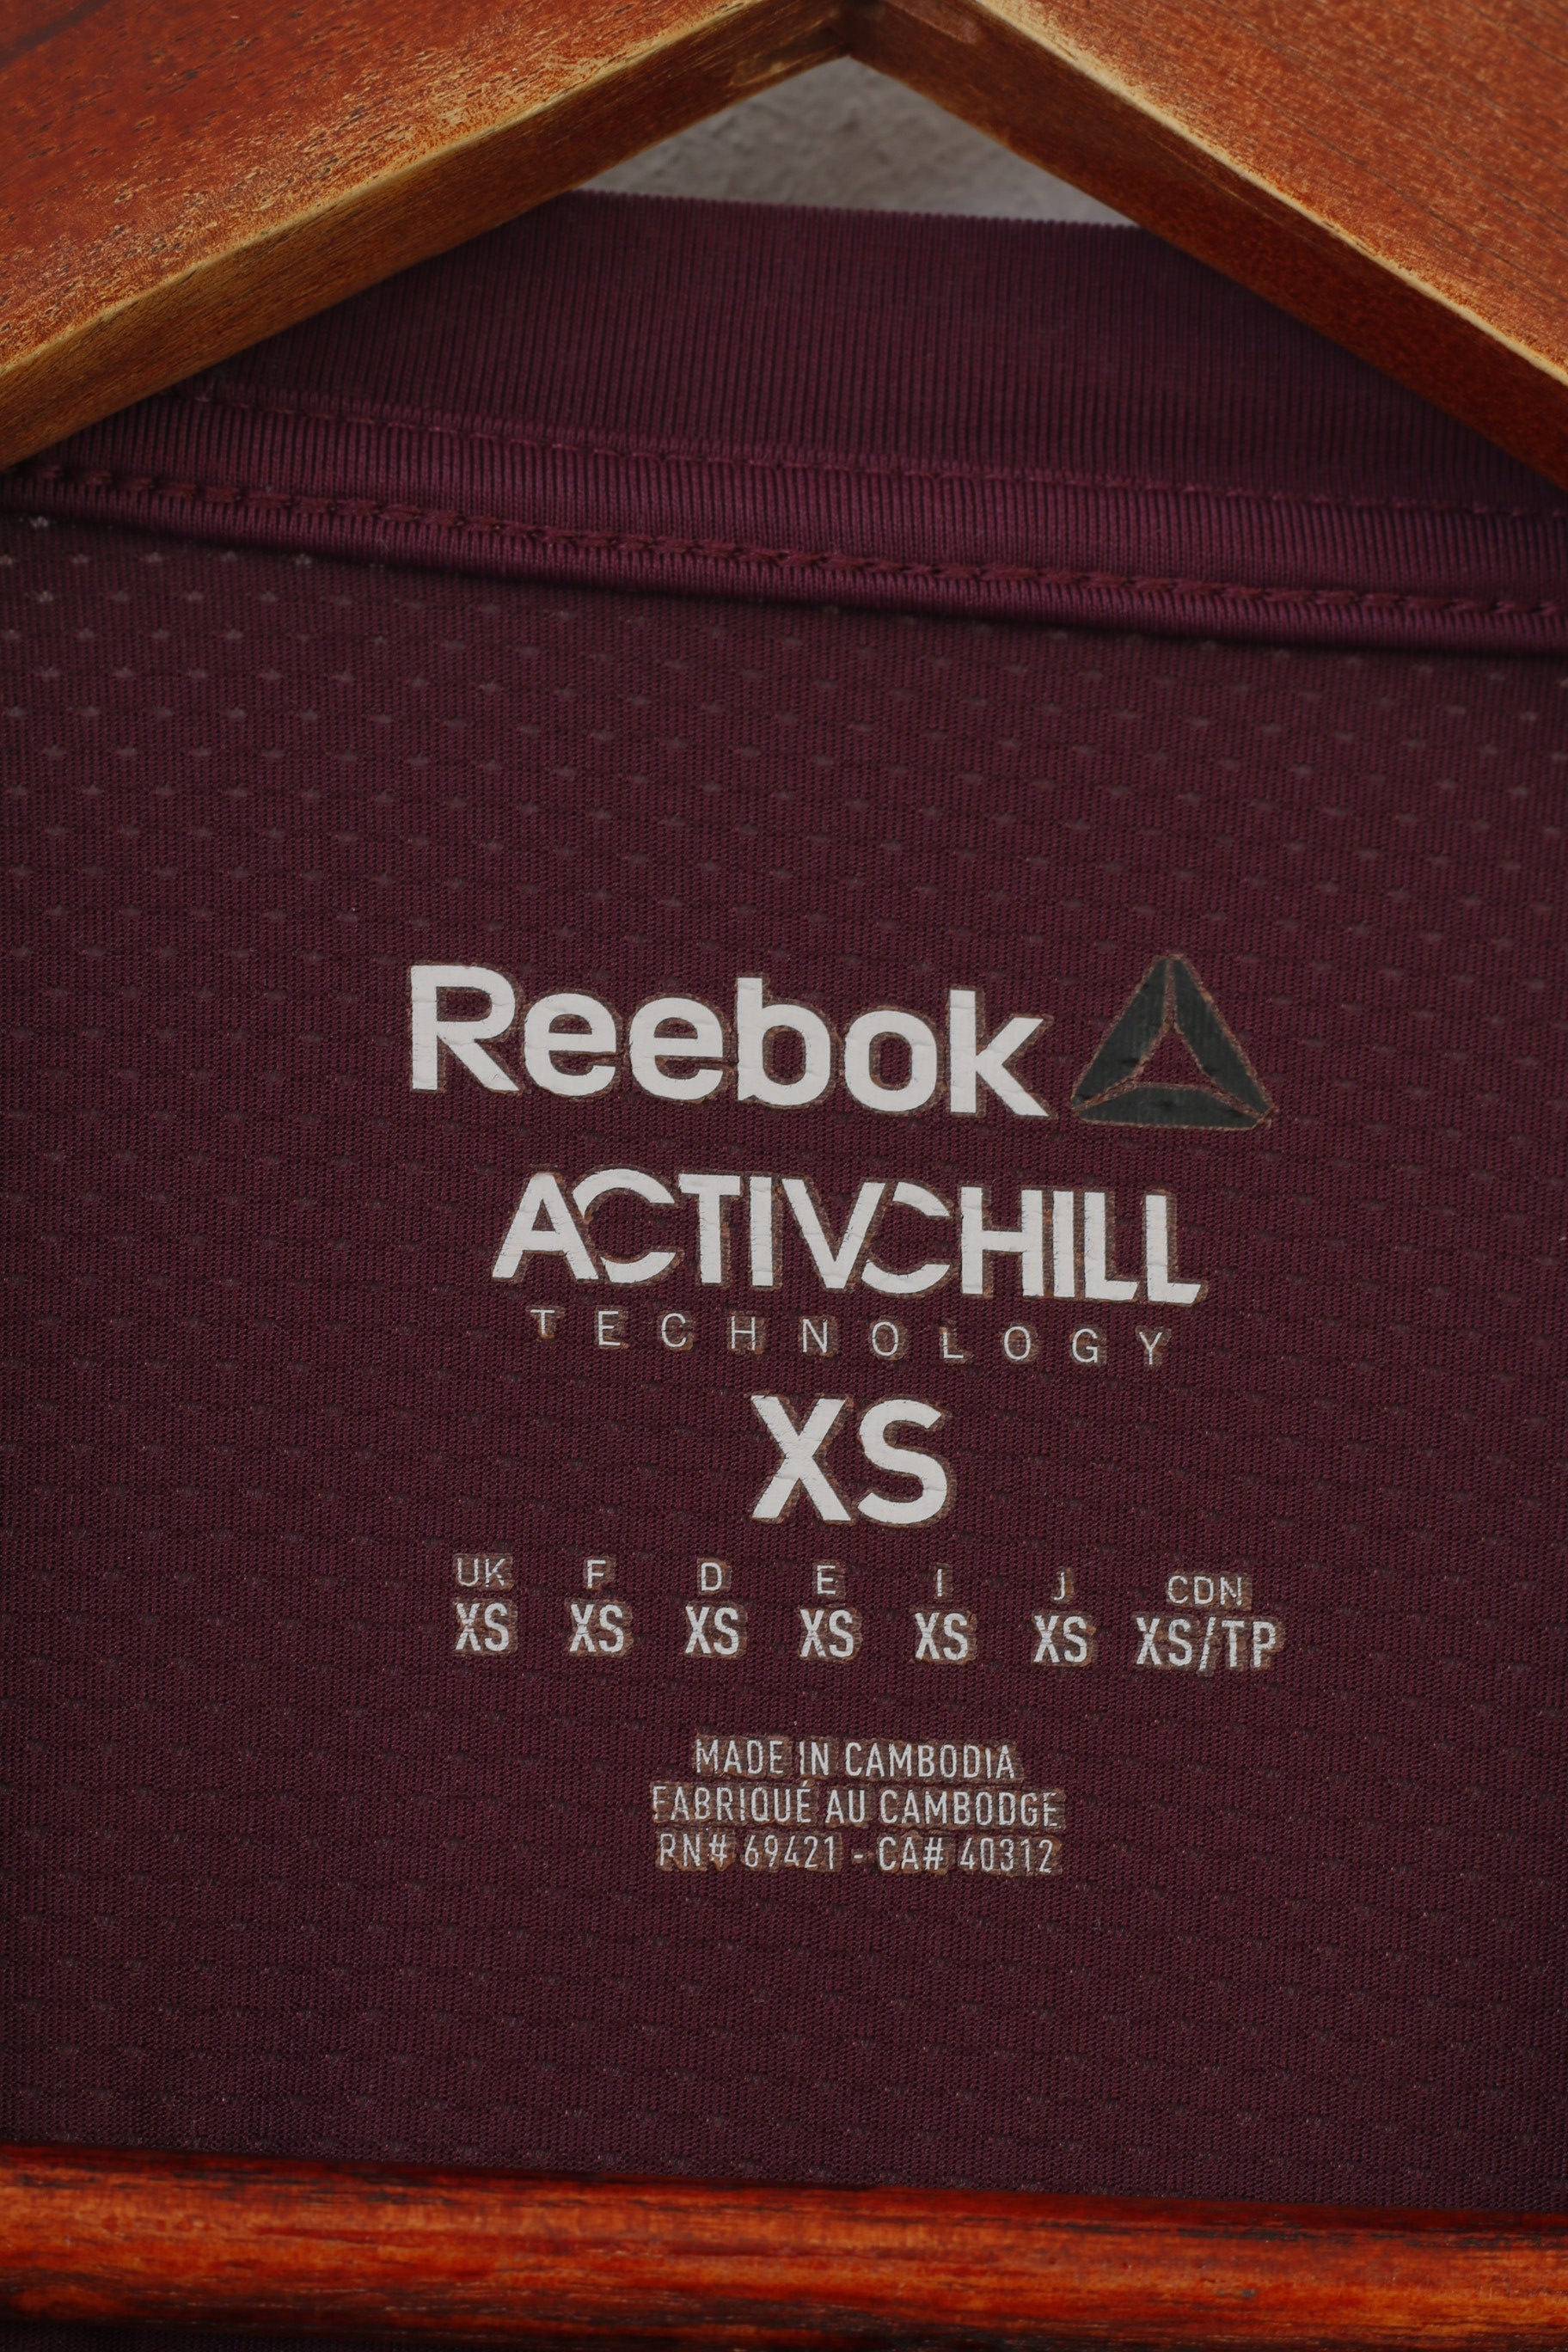 Reebok
ACTIVCHILL
TECHNOLOGY
XS
UK F D E I J CDN
XS XS XS XS XS XS XS/TP
MADE IN CAMBODIA
FABRIQUÉ AU CAMBODGE
RN# 69421 - CA# 40312